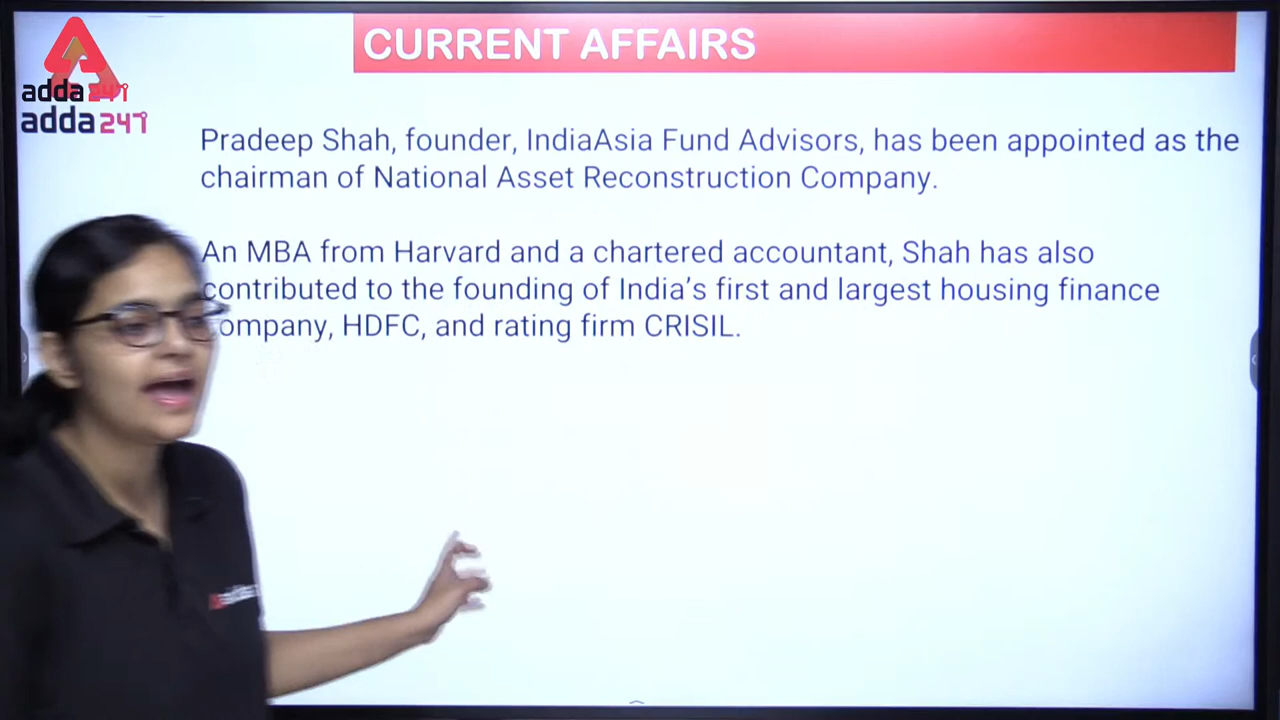 CURRENT AFFAIRS
adda247
adda247
Pradeep Shah, founder, IndiaAsia Fund Advisors, has been appointed as the
chairman of National Asset Reconstruction Company.
An MBA from Harvard and a chartered accountant, Shah has also
contributed to the founding of India's first and largest housing finance
company, HDFC, and rating firm CRISIL.